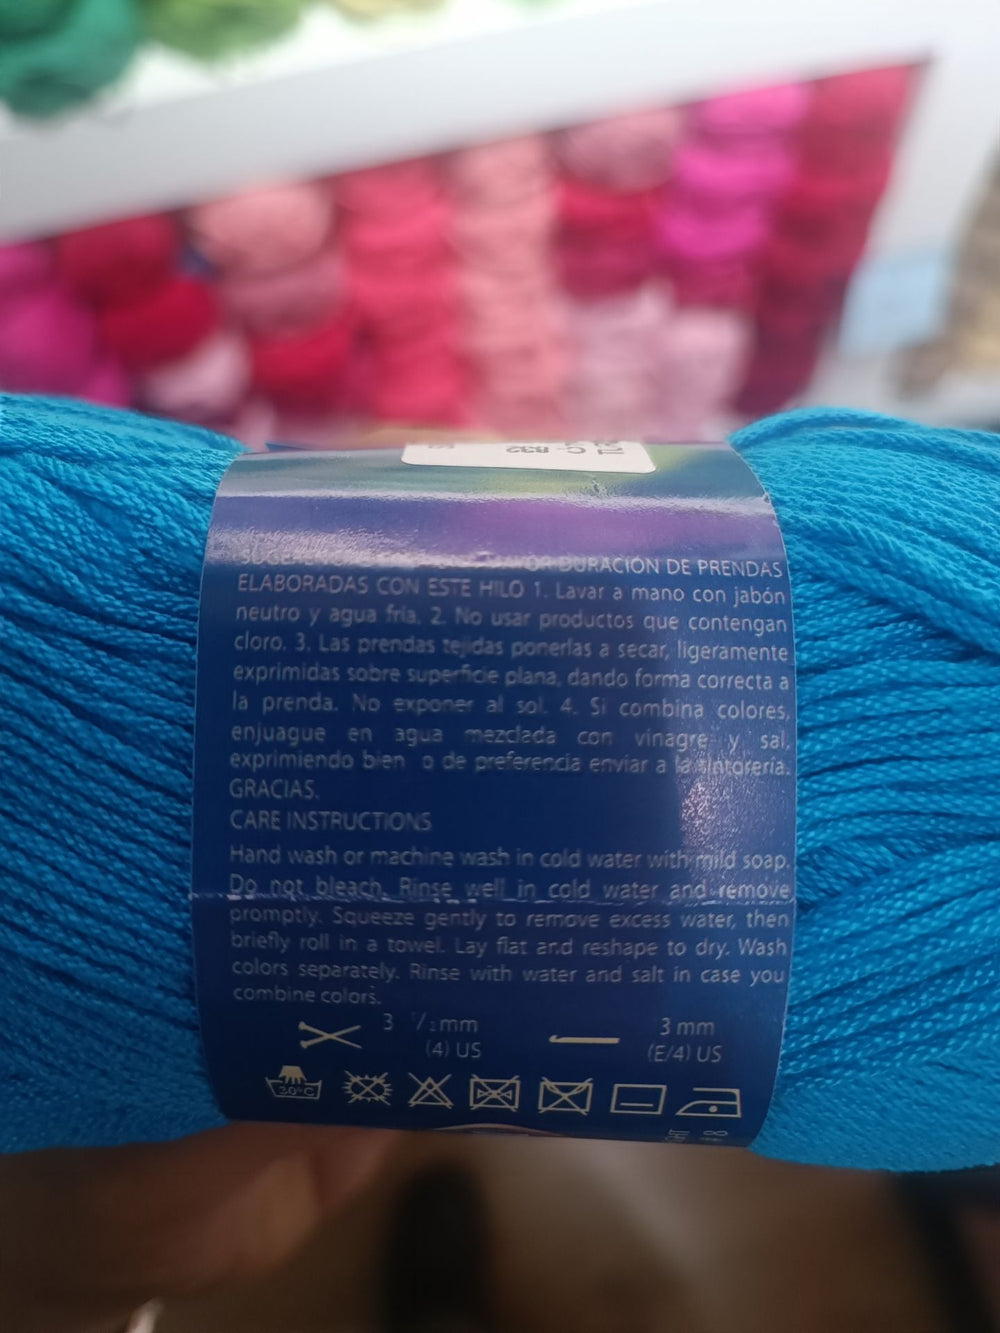 C- 832
DURACIÓN DE PRENDAS
ELABORADAS CON ESTE HILO 1. Lavar a mano con jabón
neutro y agua fria. 2. No usar productos que contengan
cloro. 3. Las prendas tejidas ponerlas a secar, ligeramente
exprimidas sobre superficie plana, dando forma correcta a
la prenda. No exponer al sol. 4. Si combina colores,
enjuague en agua mezclada con vinagre y sal,
exprimiendo bien o de preferencia enviar a la tintorería.
GRACIAS.
CARE INSTRUCTIONS
Hand wash or machine wash in cold water with mild soap.
Do not bleach. Rinse well in cold water and remove
promptly. Squeeze gently to remove excess water, then
briefly roll in a towel. Lay flat and reshape to dry. Wash
colors separately. Rinse with water and salt in case you
combine colors.
3 1/2 mm 3 mm
(4) US (E/4) US
30°C